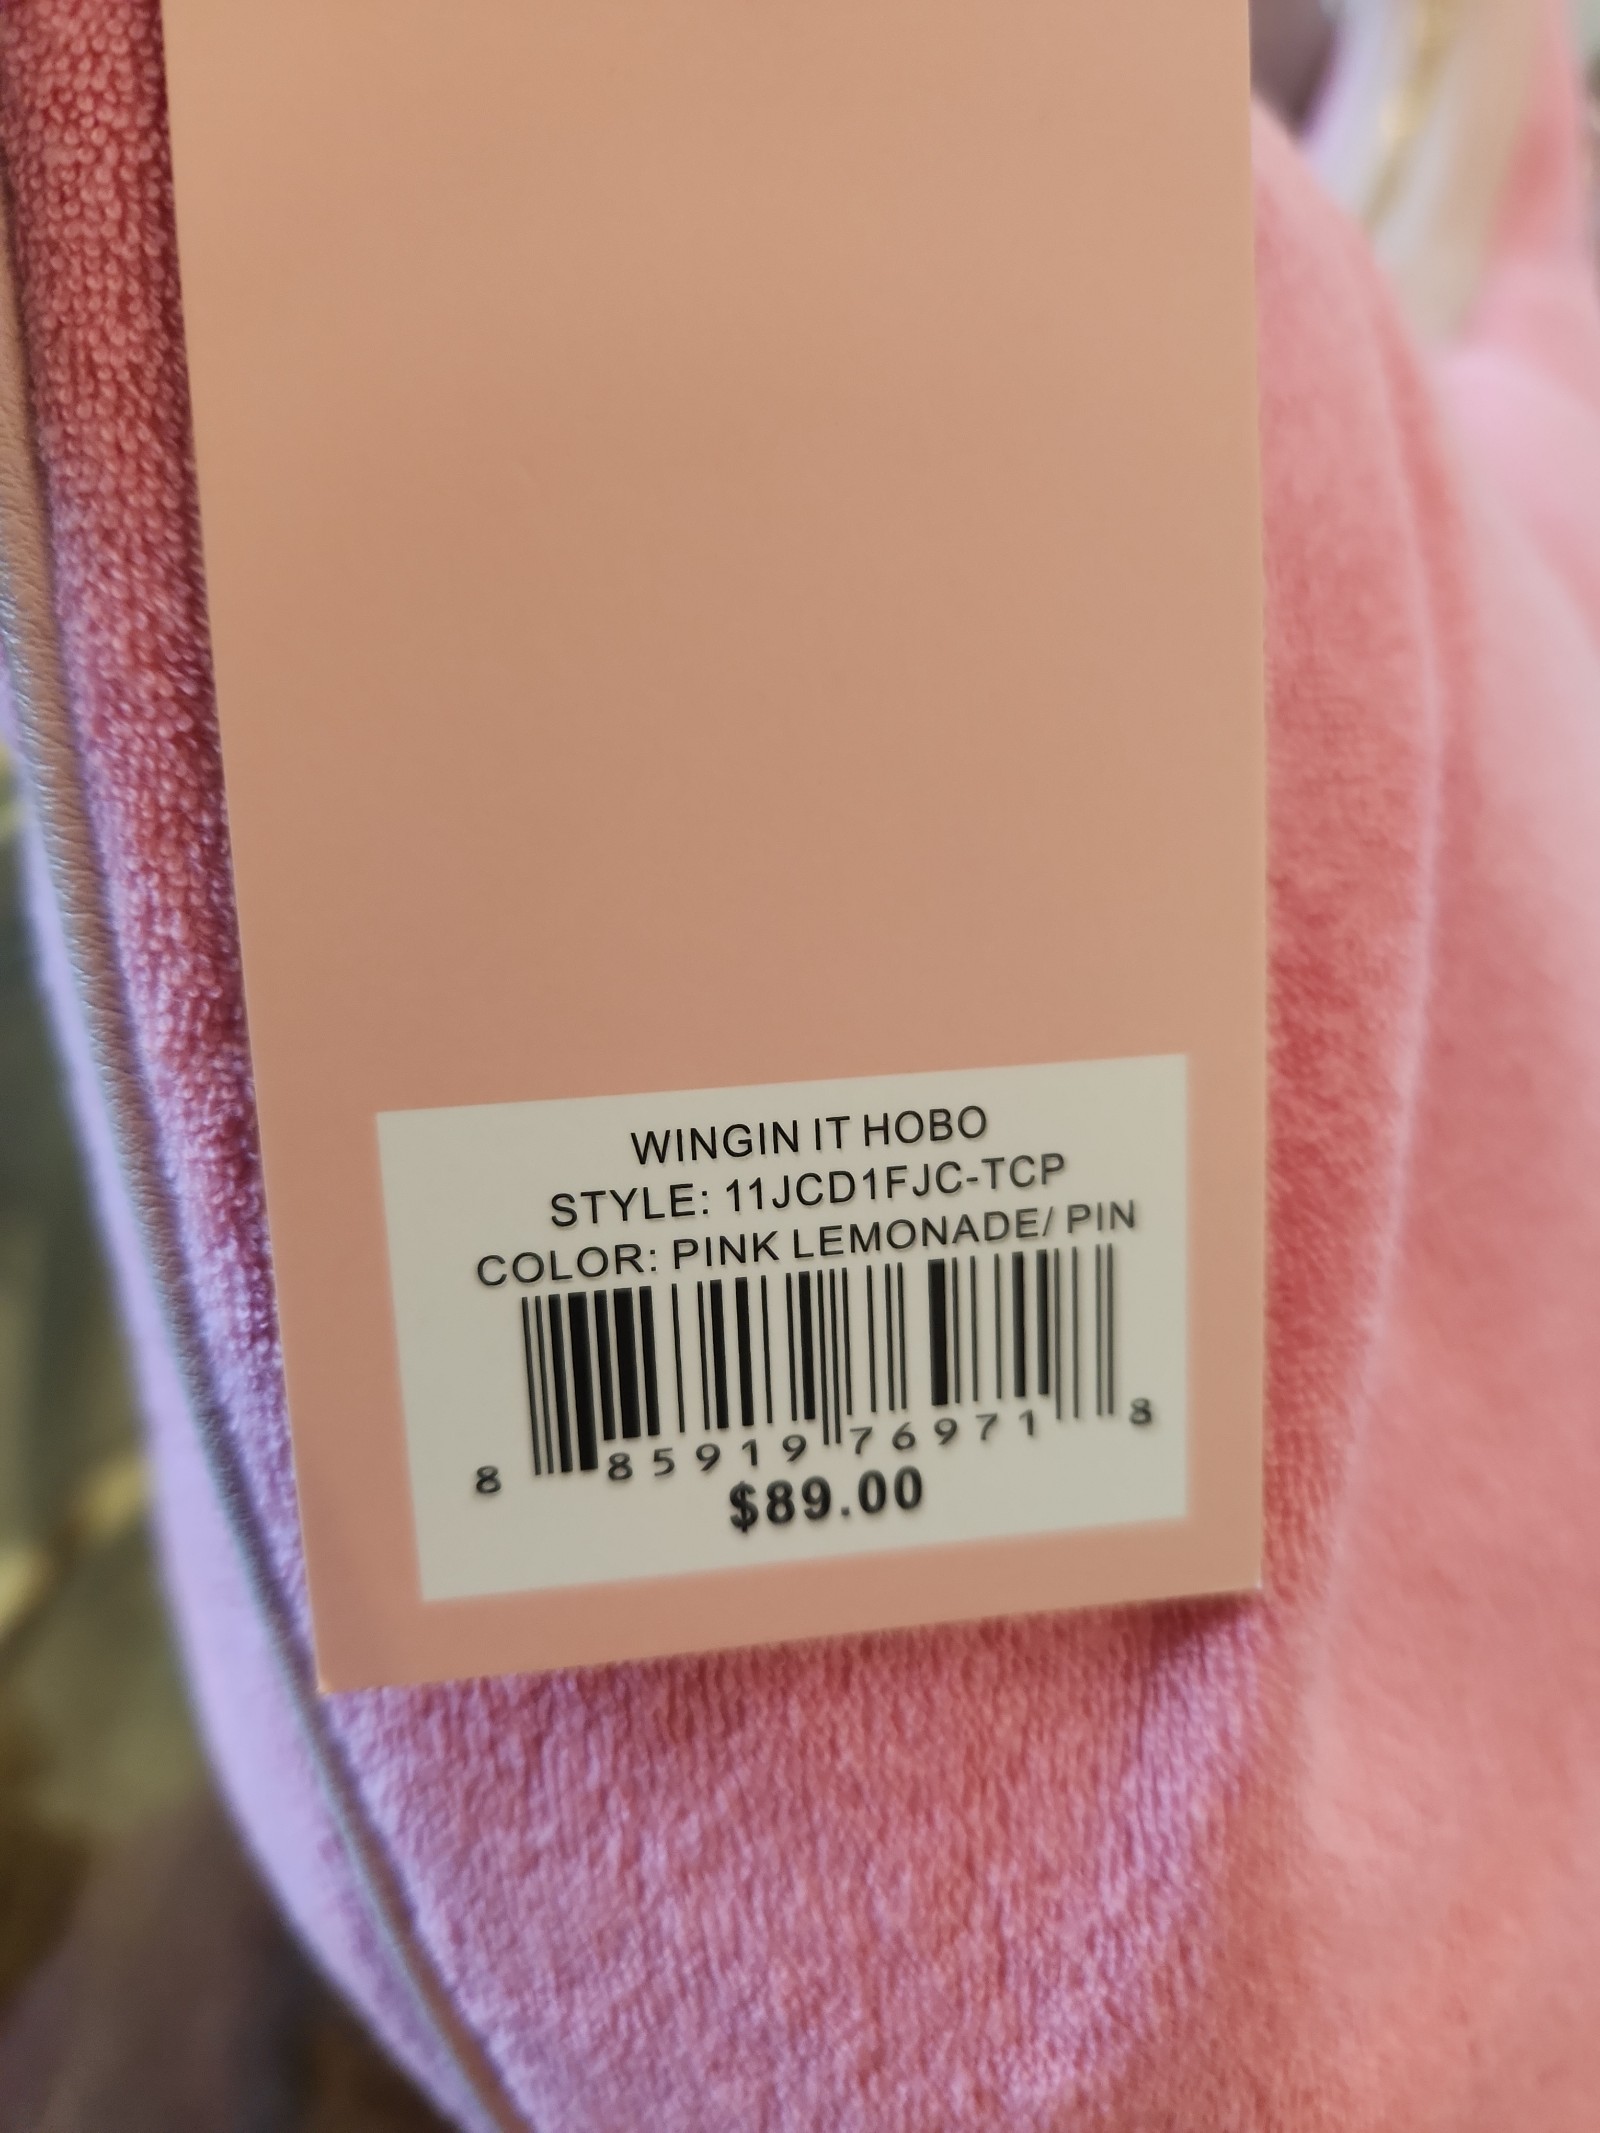 WINGIN IT HOBO
STYLE: 11JCD1FJC-TCP
COLOR: PINK LEMONADE/ PIN
8 85919 76971 8
$89.00